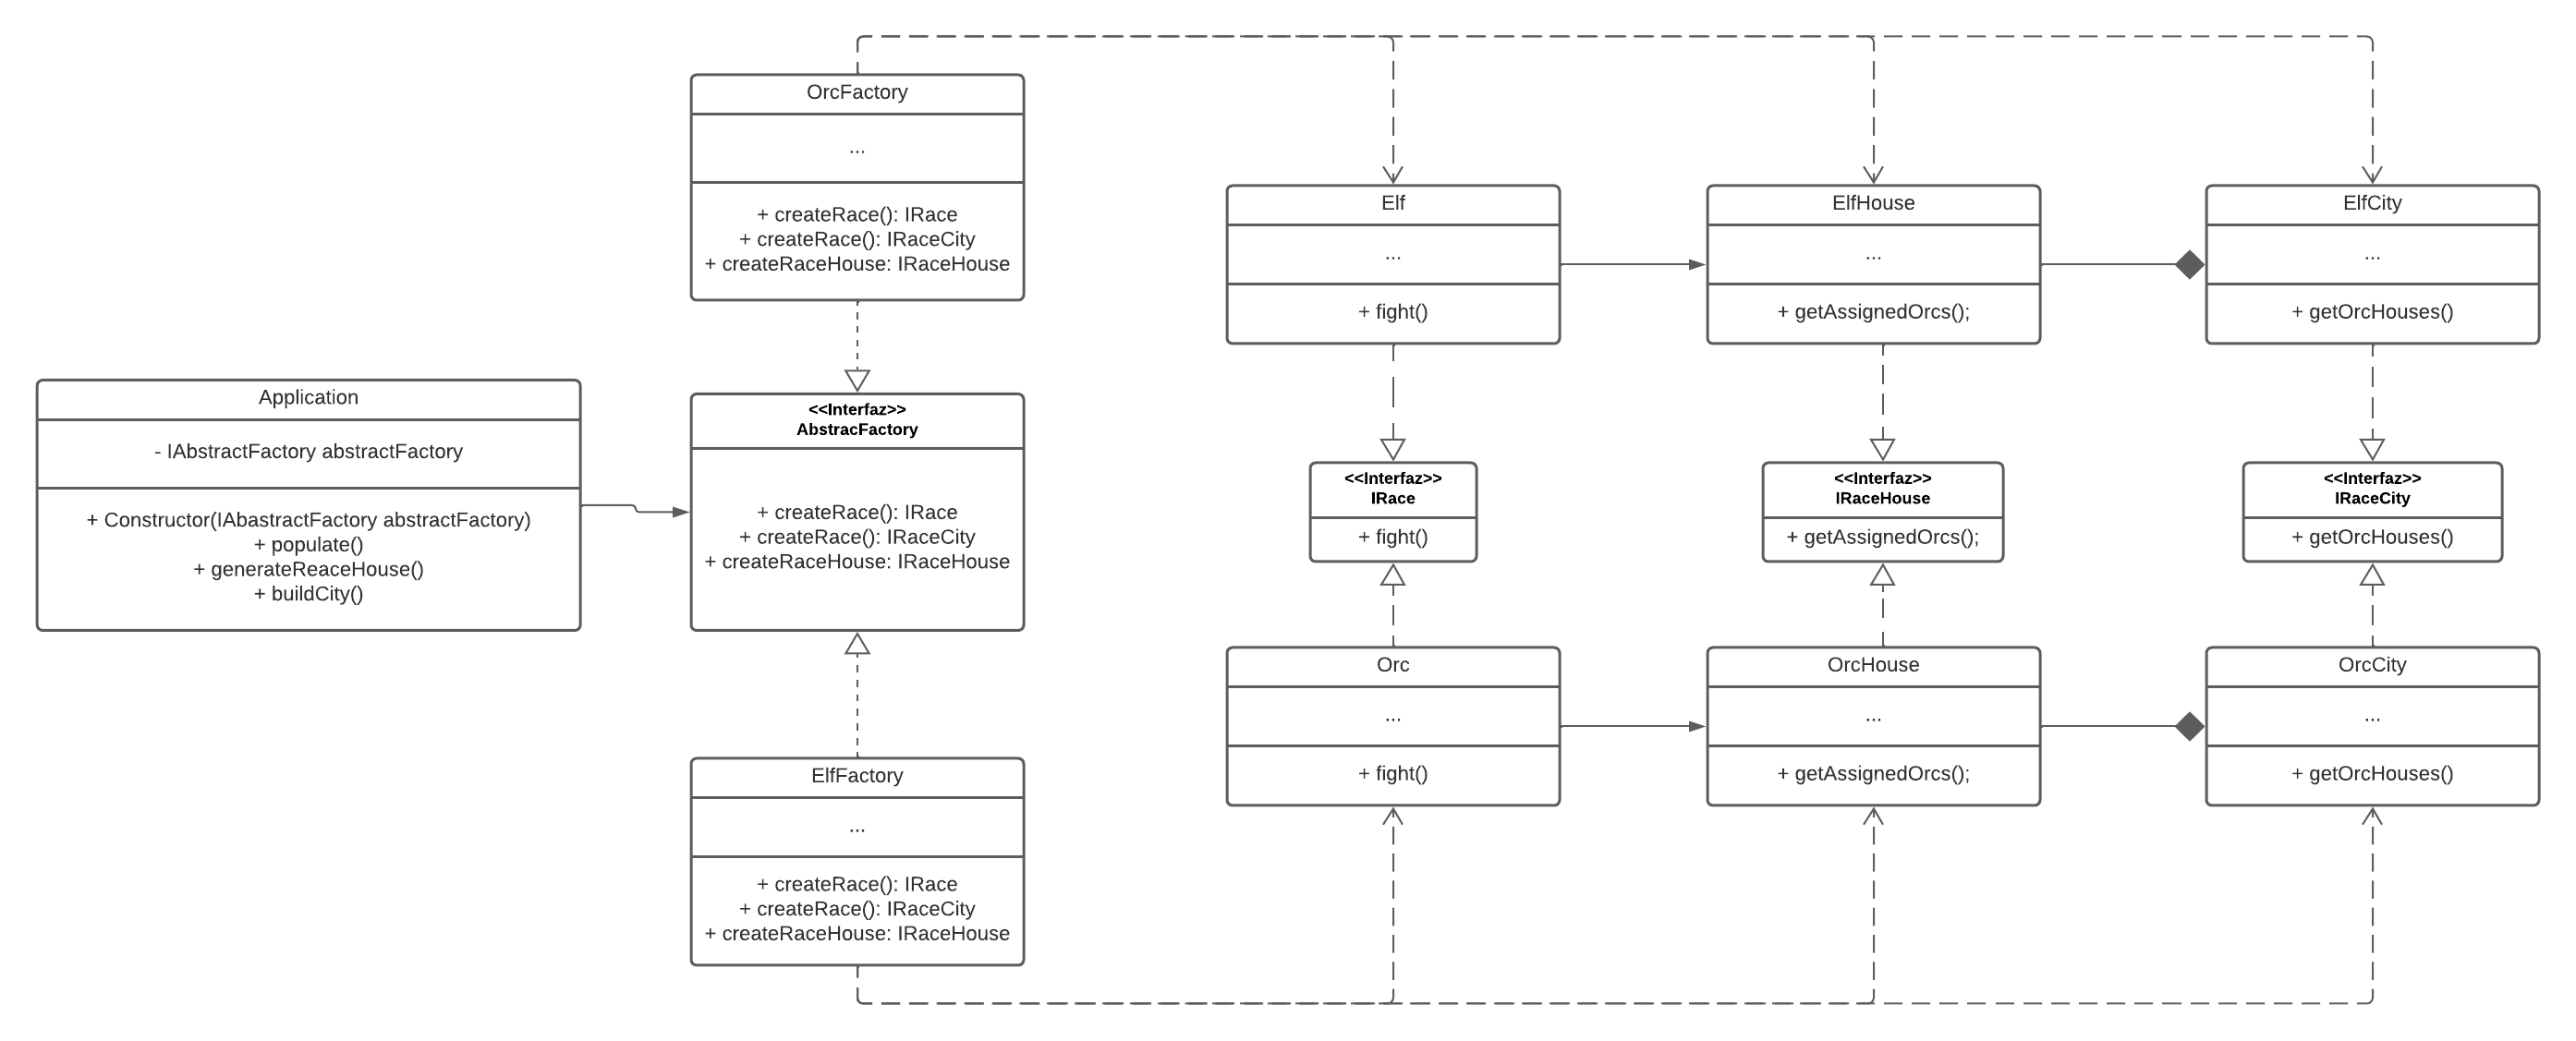 OrcFactory
...
+ createRace(): IRace
+ createRace(): IRaceCity
+ createRaceHouse: IRaceHouse
Elf
...
+ fight()
ElfHouse
...
+ getAssignedOrcs();
ElfCity
...
+ getOrcHouses()
Application
- IAbstractFactory abstractFactory
+ Constructor(IAbastractFactory abstractFactory)
+ populate()
+ generateReaceHouse()
+ buildCity()
<<Interfaz>>
AbstracFactory
+ createRace(): IRace
+ createRace(): IRaceCity
+ createRaceHouse: IRaceHouse
<<Interfaz>>
IRace
+ fight()
<<Interfaz>>
IRaceHouse
+ getAssignedOrcs();
<<Interfaz>>
IRaceCity
+ getOrcHouses()
Orc
...
+ fight()
OrcHouse
...
+ getAssignedOrcs();
OrcCity
...
+ getOrcHouses()
ElfFactory
...
+ createRace(): IRace
+ createRace(): IRaceCity
+ createRaceHouse: IRaceHouse